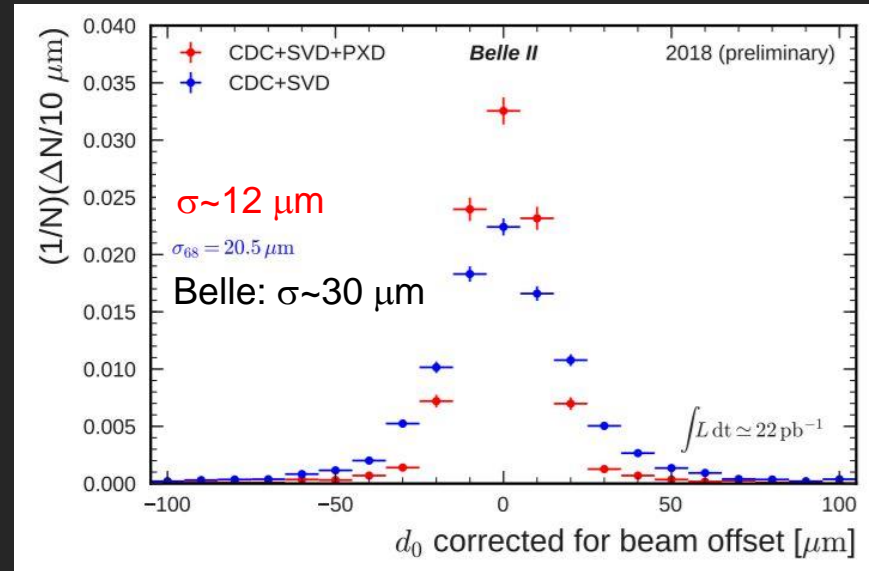 CDC+SVD+PXD
CDC+SVD
Belle II
2018 (preliminary)
σ~12 μm
σ₆₈ = 20.5 μm
Belle: σ~30 μm
∫L dt ≃ 22 pb⁻¹
(1/N)(ΔN/10 μm)
0.040
0.035
0.030
0.025
0.020
0.015
0.010
0.005
0.000
−100
−50
0
50
100
d₀ corrected for beam offset [μm]